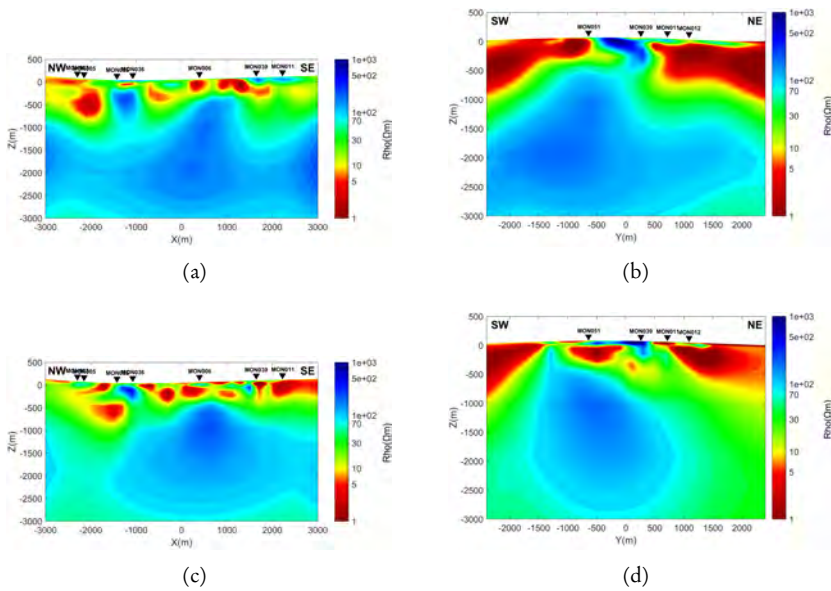 NW
SE
MON006
MON039
MON011
500
0
-500
-1000
-1500
-2000
-2500
-3000
Z(m)
-3000 -2000 -1000 0 1000 2000 3000
X(m)
1e+03
5e+02
1e+02
70
30
10
5
1
Rho(Ωm)
(a)
SW
NE
MON051 MON039 MON011 MON012
500
0
-500
-1000
-1500
-2000
-2500
-3000
Z(m)
-2000 -1500 -1000 -500 0 500 1000 1500 2000
Y(m)
1e+03
5e+02
1e+02
70
30
10
5
1
Rho(Ωm)
(b)
NW
SE
MON006
MON039
MON011
500
0
-500
-1000
-1500
-2000
-2500
-3000
Z(m)
-3000 -2000 -1000 0 1000 2000 3000
X(m)
1e+03
5e+02
1e+02
70
30
10
5
1
Rho(Ωm)
(c)
SW
NE
MON051 MON039 MON011 MON012
500
0
-500
-1000
-1500
-2000
-2500
-3000
Z(m)
-2000 -1500 -1000 -500 0 500 1000 1500 2000
Y(m)
1e+03
5e+02
1e+02
70
30
10
5
1
Rho(Ωm)
(d)